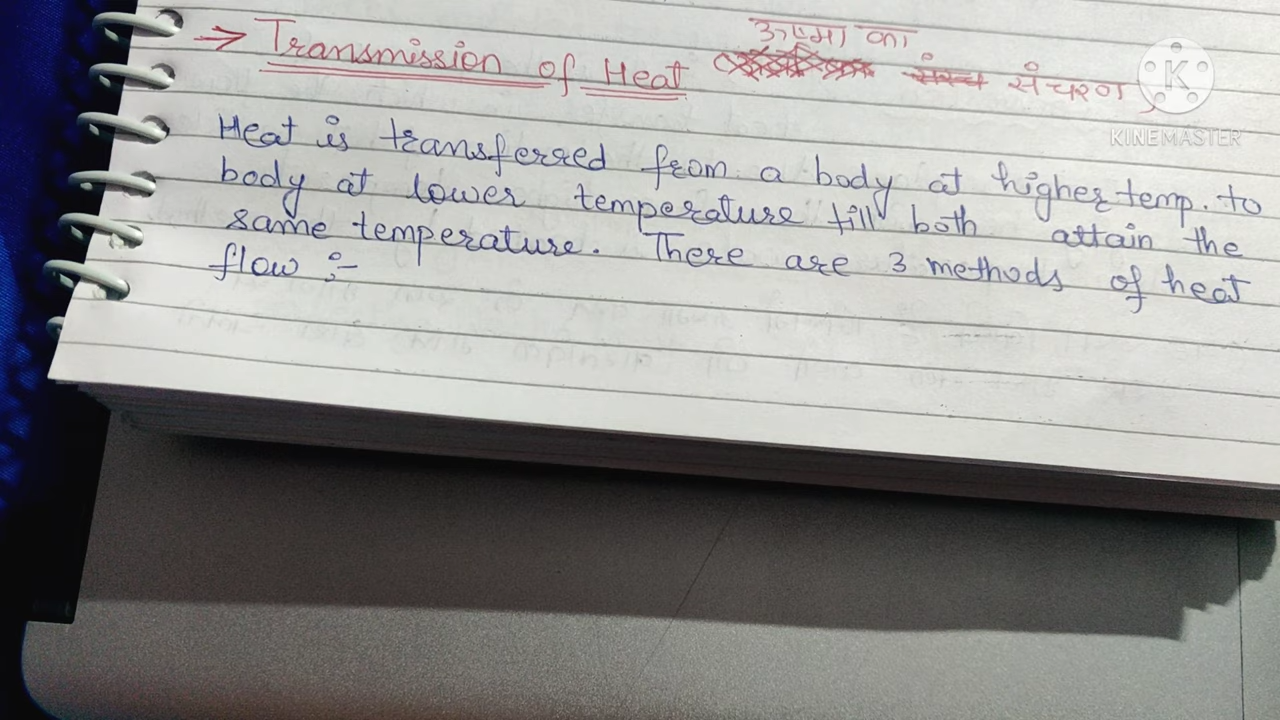 → Transmission of Heat ऊष्मा का संचरण
Heat is transferred from a body at higher temp. to
body at lower temperature till both attain the
same temperature. There are 3 methods of heat
flow :-
K
KINEMASTER